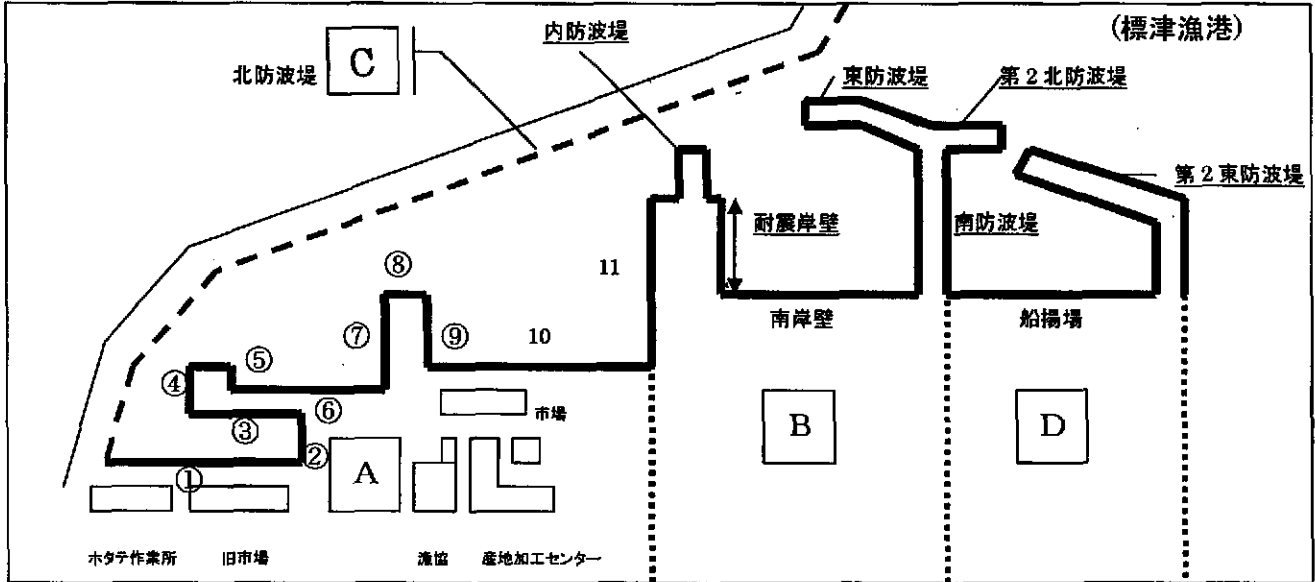 (標津漁港)
内防波堤
北防波堤
C
東防波堤
第2北防波堤
第2東防波堤
耐震岸壁
南防波堤
⑧
11
⑦
⑨
10
南岸壁
船揚場
⑤
④
⑥
③
②
①
市場
A
B
D
ホタテ作業所
旧市場
漁協
産地加工センター